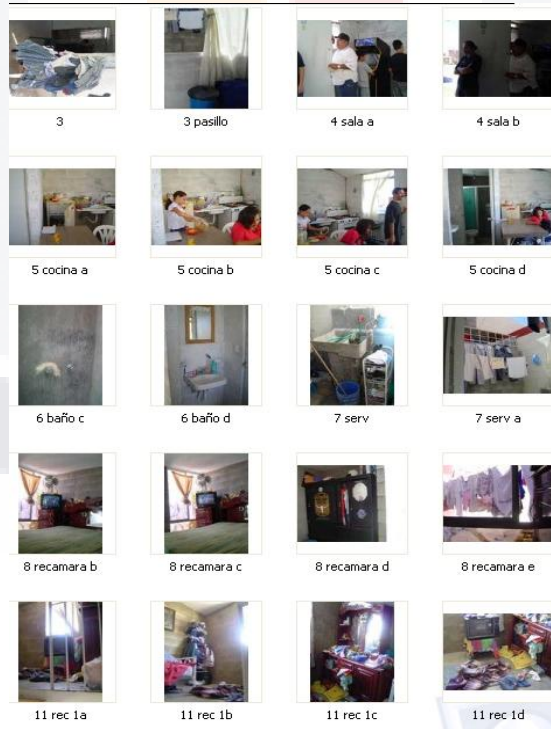 3 3 pasillo 4 sala a 4 sala b
5 cocina a 5 cocina b 5 cocina c 5 cocina d
6 baño c 6 baño d 7 serv 7 serv a
8 recamara b 8 recamara c 8 recamara d 8 recamara e
11 rec 1a 11 rec 1b 11 rec 1c 11 rec 1d